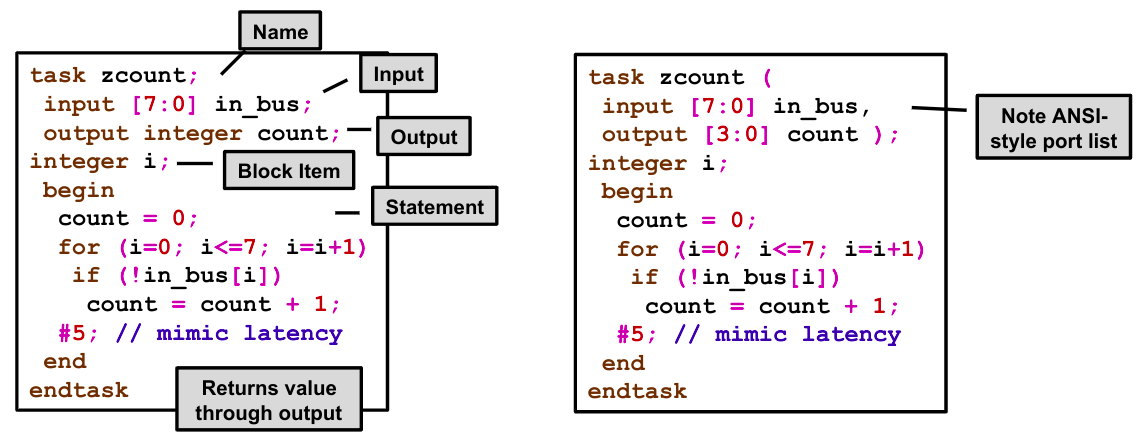 Name
task zcount;
Input
input [7:0] in_bus;
output integer count;
Output
integer i;
Block Item
begin
count = 0;
Statement
for (i=0; i<=7; i=i+1)
if (!in_bus[i])
count = count + 1;
#5; // mimic latency
end
endtask
Returns value
through output
task zcount (
input [7:0] in_bus,
output [3:0] count );
integer i;
begin
count = 0;
for (i=0; i<=7; i=i+1)
if (!in_bus[i])
count = count + 1;
#5; // mimic latency
end
endtask
Note ANSI-
style port list